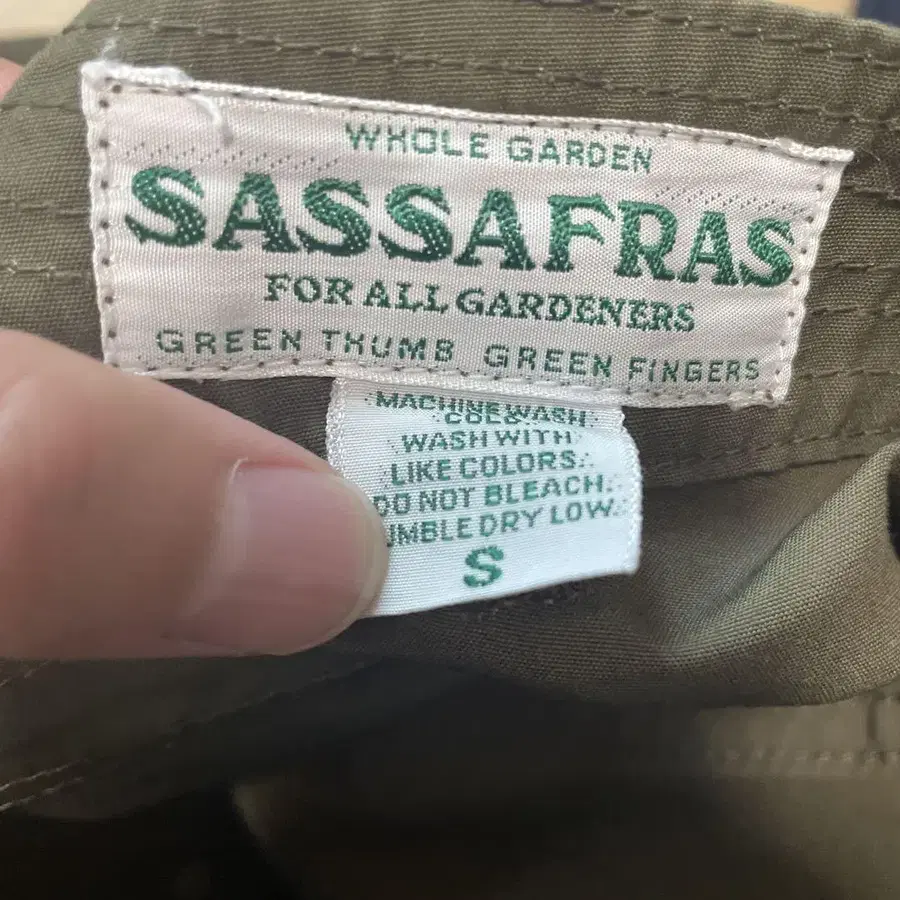 WHOLE GARDEN
SASSAFRAS
FOR ALL GARDENERS
GREEN THUMB GREEN FINGERS
MACHINE WASH
COLD.
WASH WITH
LIKE COLORS.
DO NOT BLEACH.
UMBLE DRY LOW.
S